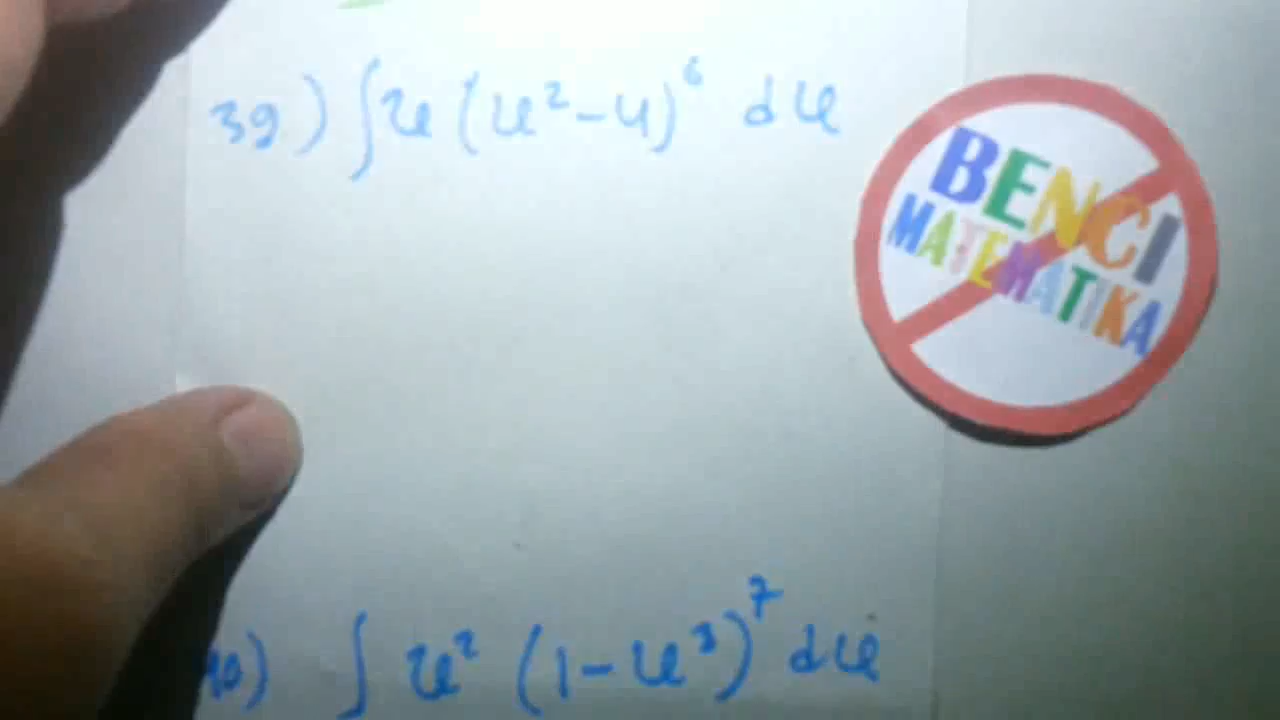 39) ∫ u (u² - 4)⁶ du
BENCI
MATEMATIKA
40) ∫ u² (1 - u³)⁷ du